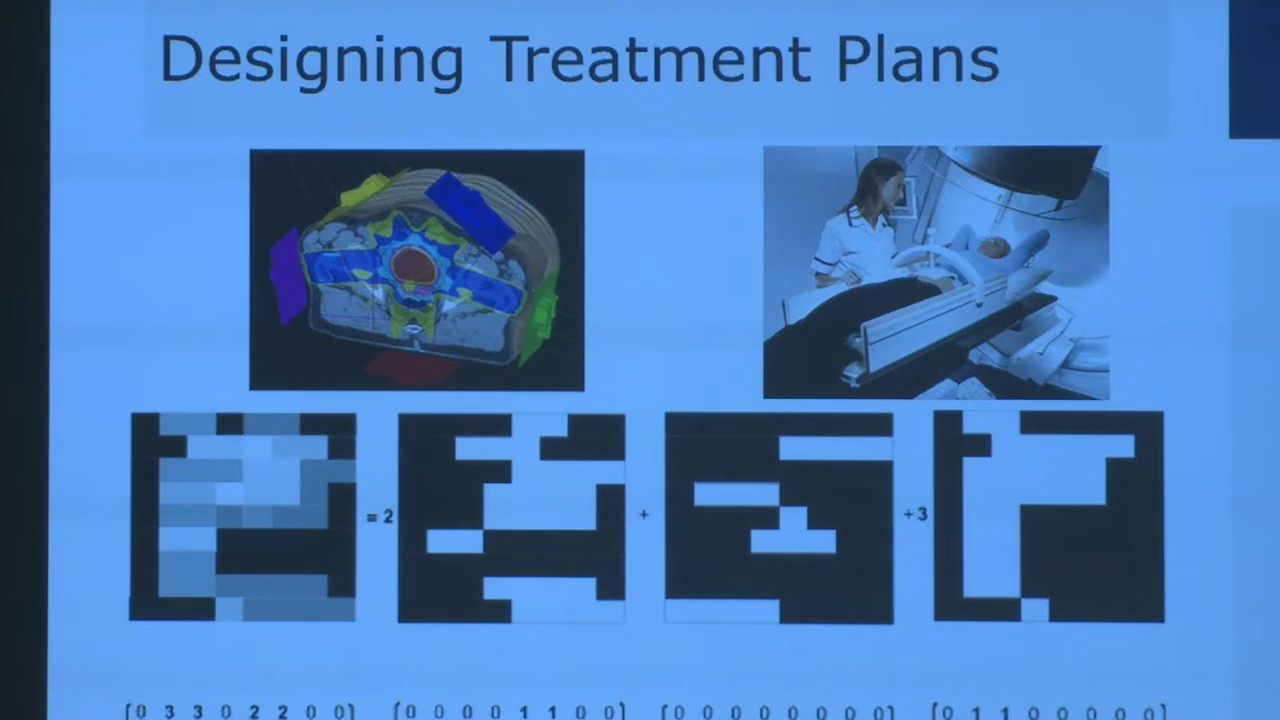 Designing Treatment Plans
= 2 + + 3
[0 3 3 0 2 2 0 0] [0 0 0 0 1 1 0 0] [0 0 0 0 0 0 0 0] [0 1 1 0 0 0 0 0]